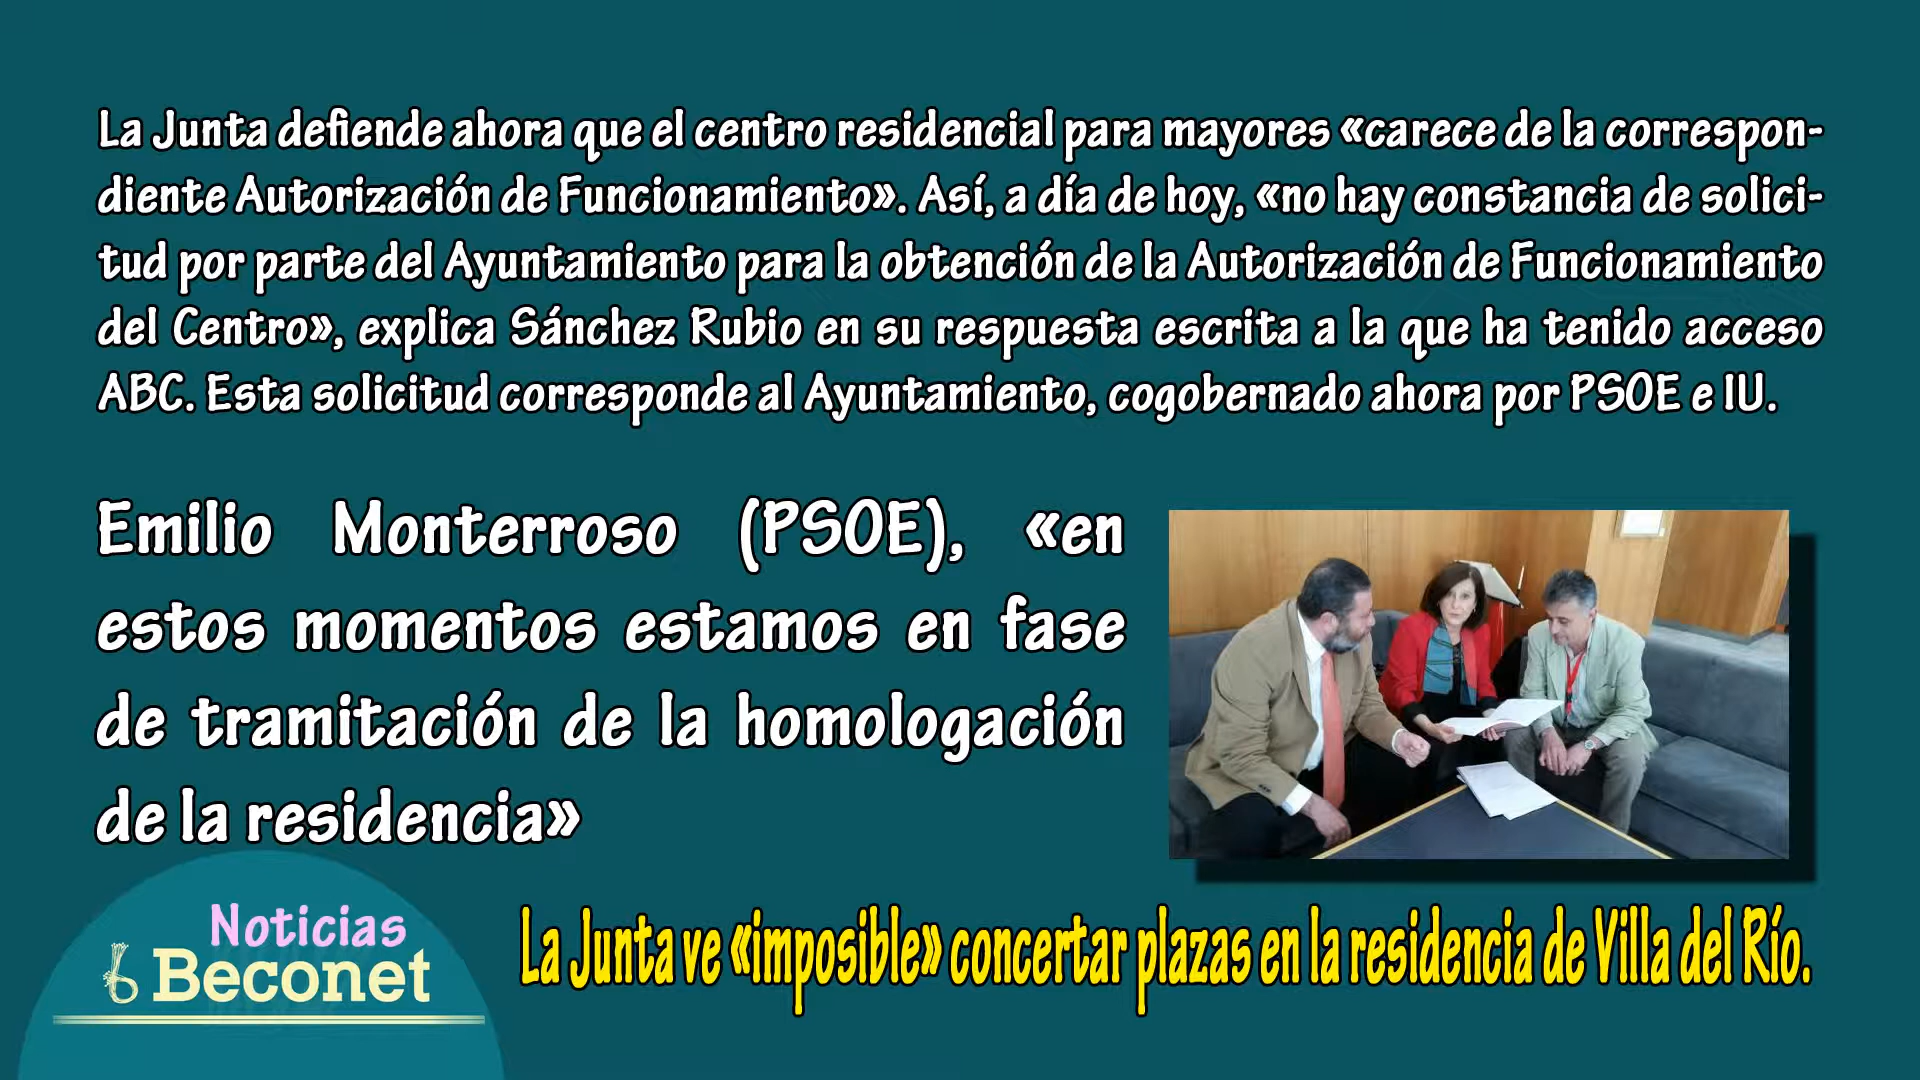 La Junta defiende ahora que el centro residencial para mayores «carece de la correspon-
diente Autorización de Funcionamiento». Así, a día de hoy, «no hay constancia de solici-
tud por parte del Ayuntamiento para la obtención de la Autorización de Funcionamiento
del Centro», explica Sánchez Rubio en su respuesta escrita a la que ha tenido acceso
ABC. Esta solicitud corresponde al Ayuntamiento, cogobernado ahora por PSOE e IU.
Emilio Monterroso (PSOE), «en
estos momentos estamos en fase
de tramitación de la homologación
de la residencia»
Noticias
Beconet
La Junta ve «imposible» concertar plazas en la residencia de Villa del Río.